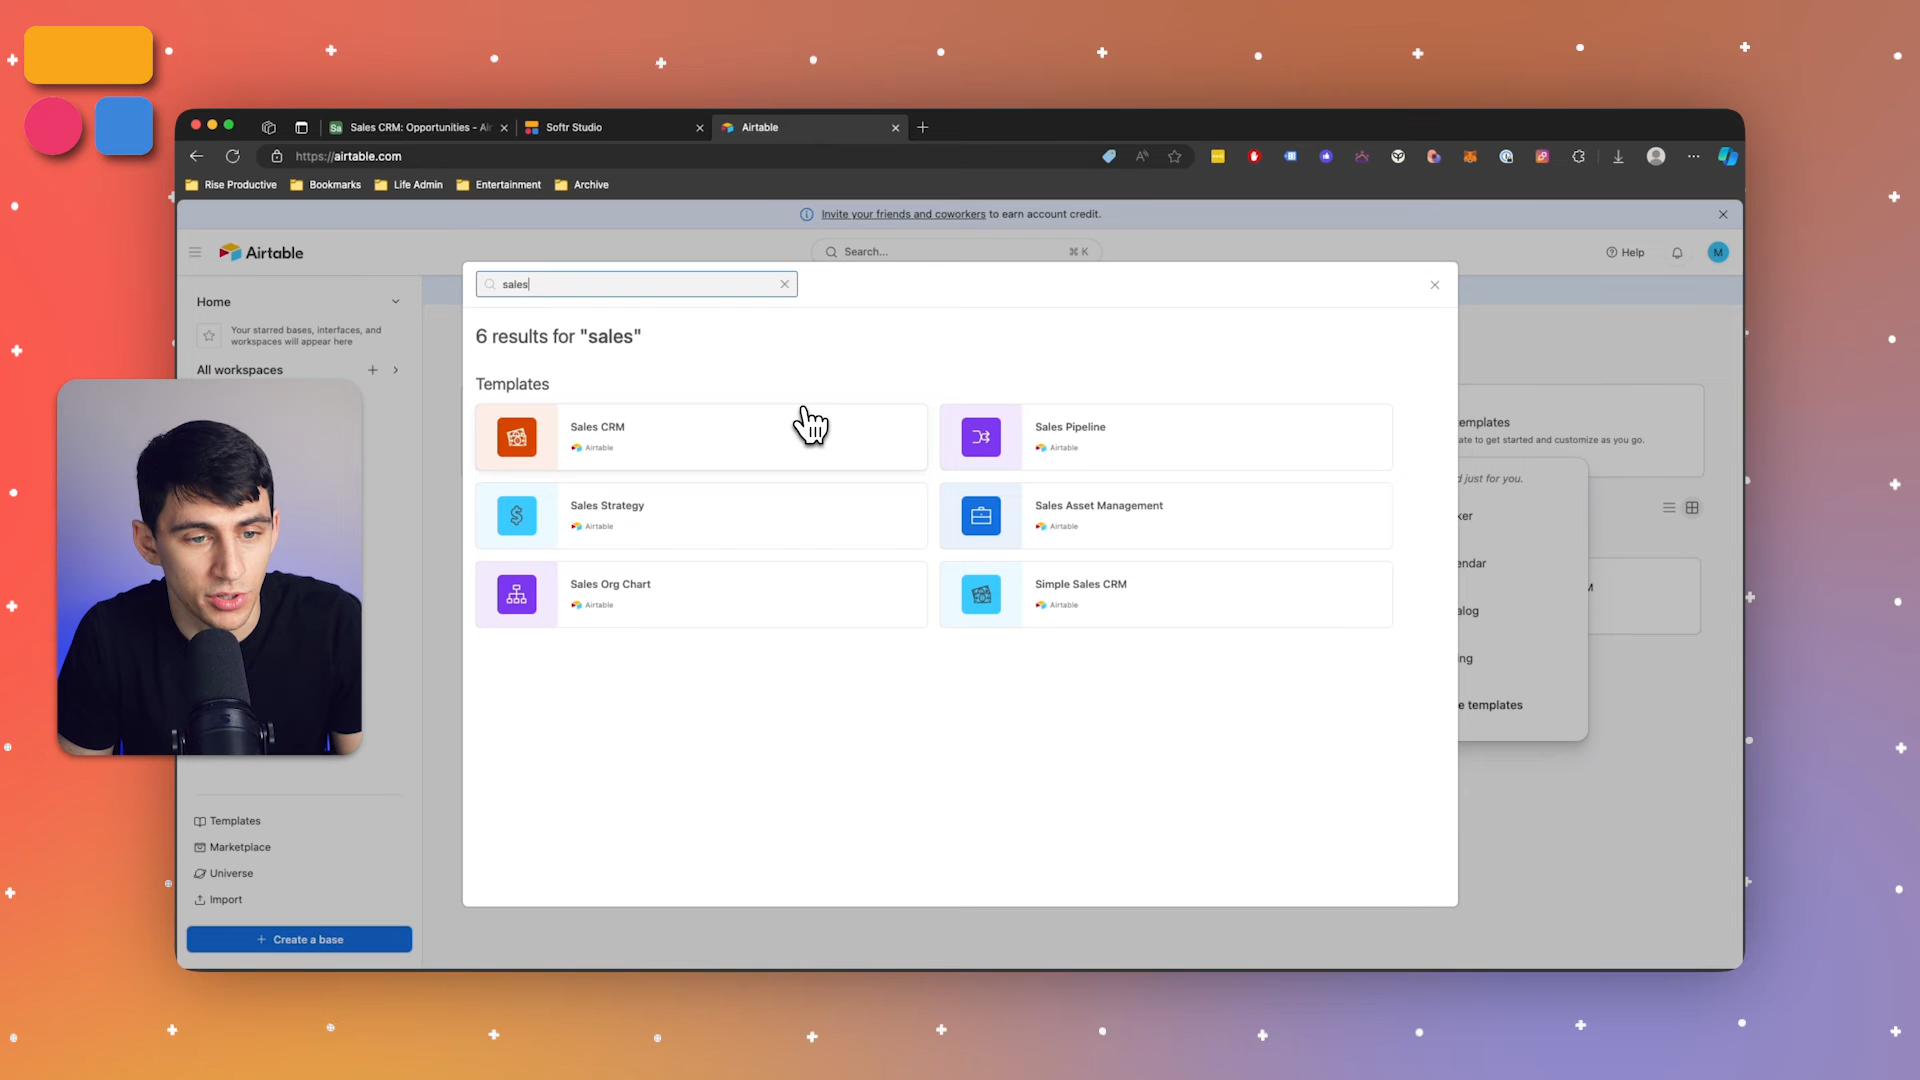 Sa Sales CRM: Opportunities - Air
Softr Studio
Airtable
https://airtable.com
Rise Productive
Bookmarks
Life Admin
Entertainment
Archive
Invite your friends and coworkers to earn account credit.
Airtable
Search...
⌘ K
Help
M
Home
Your starred bases, interfaces, and
workspaces will appear here
All workspaces
sales
6 results for "sales"
Templates
Sales CRM
Airtable
Sales Pipeline
Airtable
Sales Strategy
Airtable
Sales Asset Management
Airtable
Sales Org Chart
Airtable
Simple Sales CRM
Airtable
emplates
ate to get started and customize as you go.
d just for you.
ker
endar
alog
M
ing
e templates
Templates
Marketplace
Universe
Import
+ Create a base